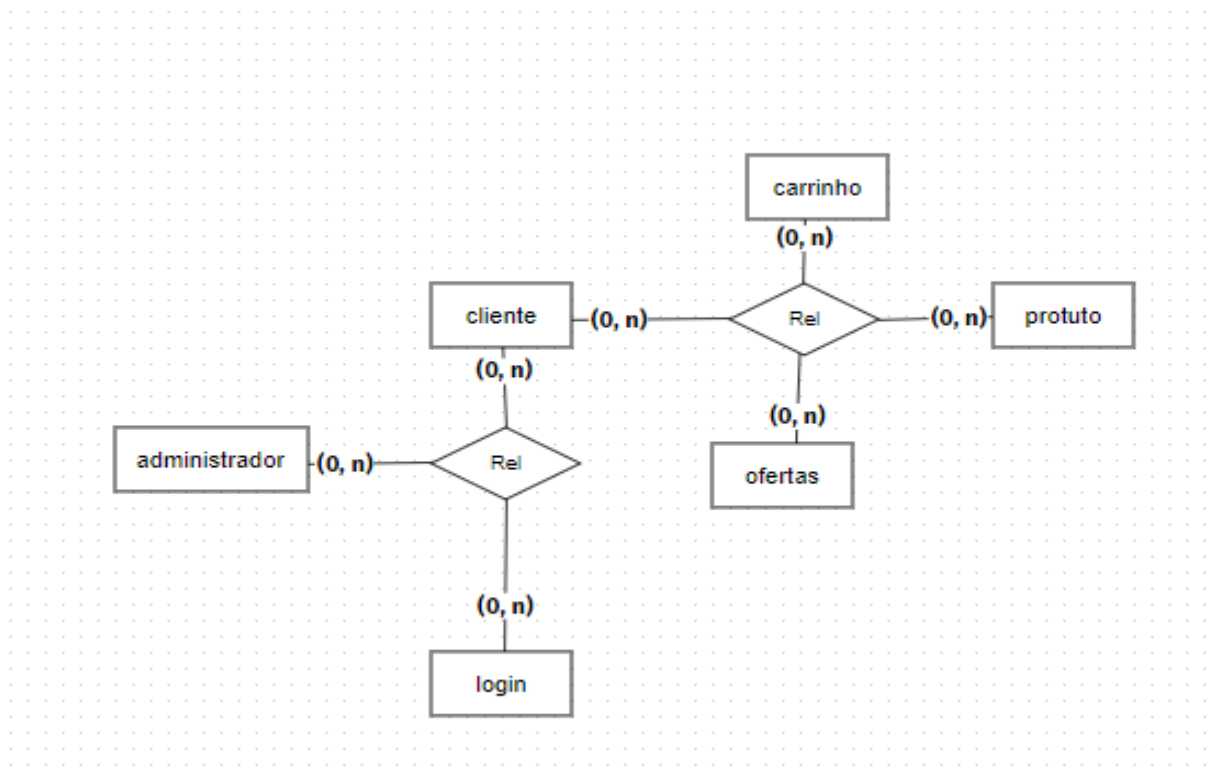 carrinho
(0, n)
cliente
(0, n)
Rel
(0, n)
protuto
(0, n)
(0, n)
ofertas
administrador
(0, n)
Rel
(0, n)
login